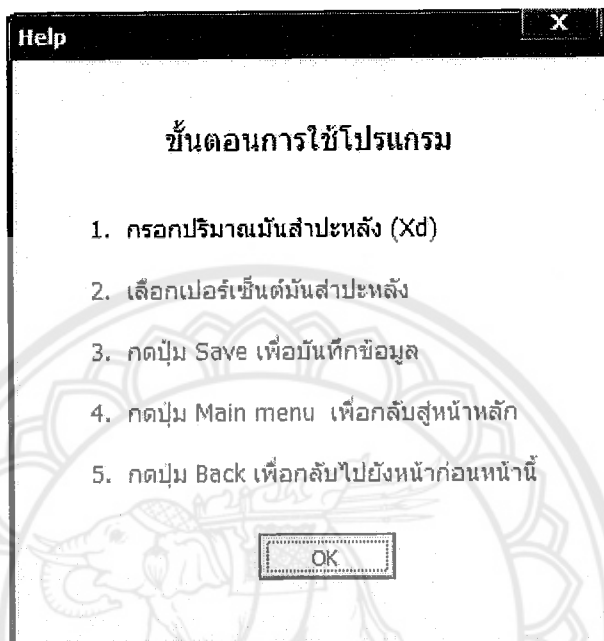 Help
X
ขั้นตอนการใช้โปรแกรม
1. กรอกปริมาณมันสำปะหลัง (Xd)
2. เลือกเปอร์เซ็นต์มันสำปะหลัง
3. กดปุ่ม Save เพื่อบันทึกข้อมูล
4. กดปุ่ม Main menu เพื่อกลับสู่หน้าหลัก
5. กดปุ่ม Back เพื่อกลับไปยังหน้าก่อนหน้านี้
OK